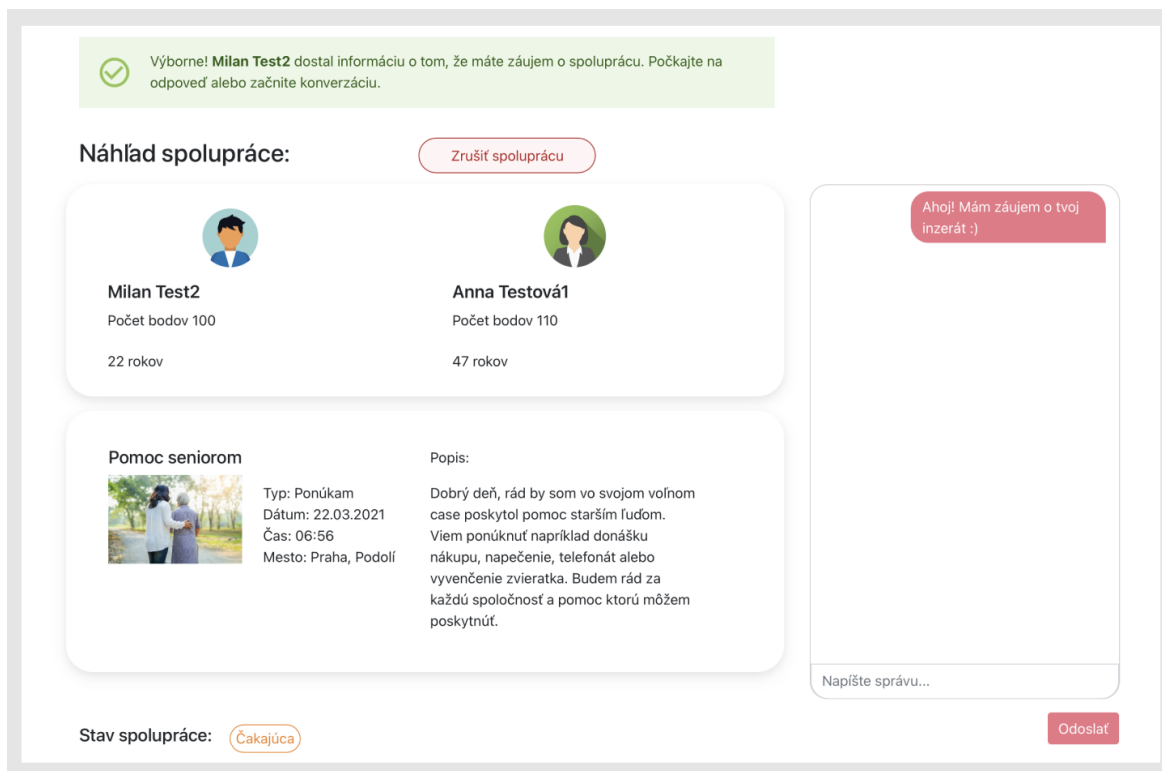 Výborne! Milan Test2 dostal informáciu o tom, že máte záujem o spoluprácu. Počkajte na
odpoveď alebo začnite konverzáciu.
Náhľad spolupráce:
Zrušiť spoluprácu
Milan Test2
Počet bodov 100
22 rokov
Anna Testová1
Počet bodov 110
47 rokov
Pomoc seniorom
Typ: Ponúkam
Dátum: 22.03.2021
Čas: 06:56
Mesto: Praha, Podolí
Popis:
Dobrý deň, rád by som vo svojom voľnom
case poskytol pomoc starším ľuďom.
Viem ponúknuť napríklad donášku
nákupu, napečenie, telefonát alebo
vyvenčenie zvieratka. Budem rád za
každú spoločnosť a pomoc ktorú môžem
poskytnúť.
Stav spolupráce:
Čakajúca
Ahoj! Mám záujem o tvoj
inzerát :)
Napíšte správu...
Odoslať